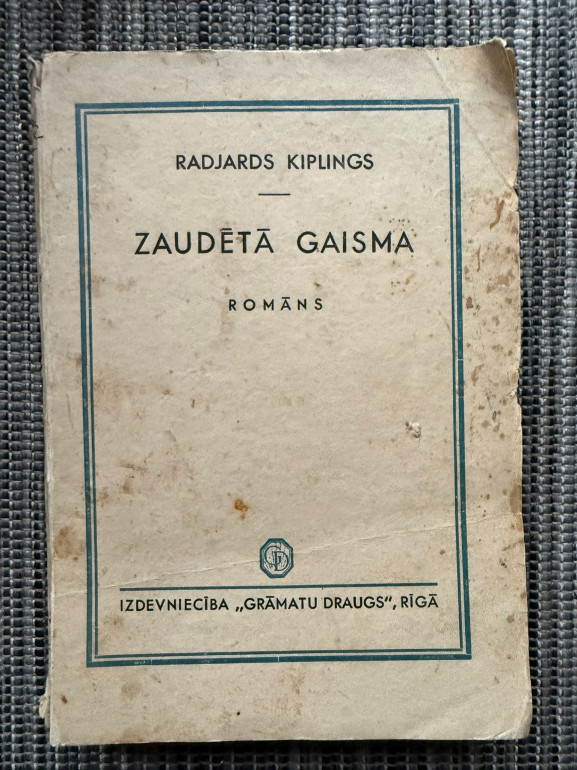 RADJARDS KIPLINGS
ZAUDĒTĀ GAISMA
ROMĀNS
IZDEVNIECĪBA „GRĀMATU DRAUGS“, RĪGĀ